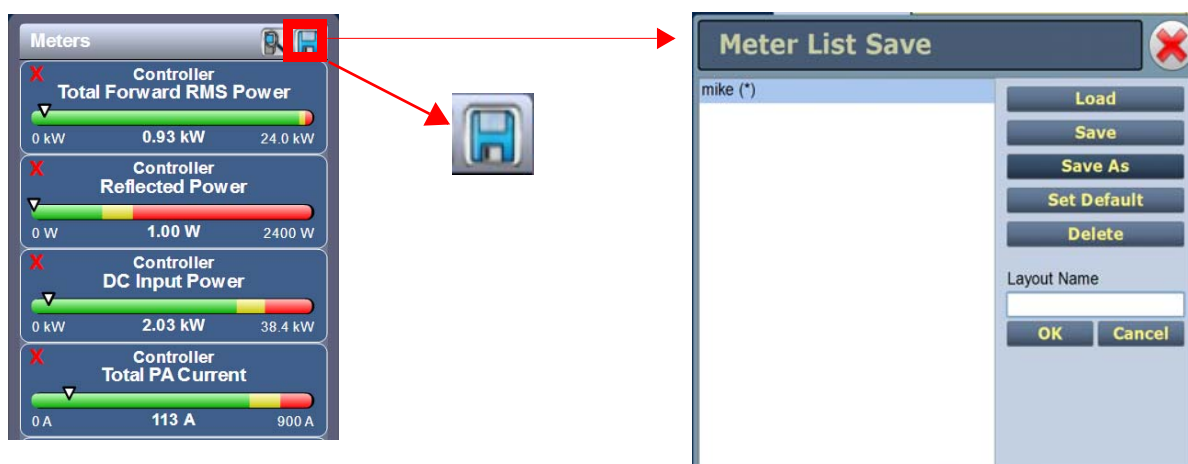 Meters
X Controller
Total Forward RMS Power
0 kW 0.93 kW 24.0 kW
X Controller
Reflected Power
0 W 1.00 W 2400 W
X Controller
DC Input Power
0 kW 2.03 kW 38.4 kW
X Controller
Total PA Current
0 A 113 A 900 A
Meter List Save
mike (*)
Load
Save
Save As
Set Default
Delete
Layout Name
OK Cancel